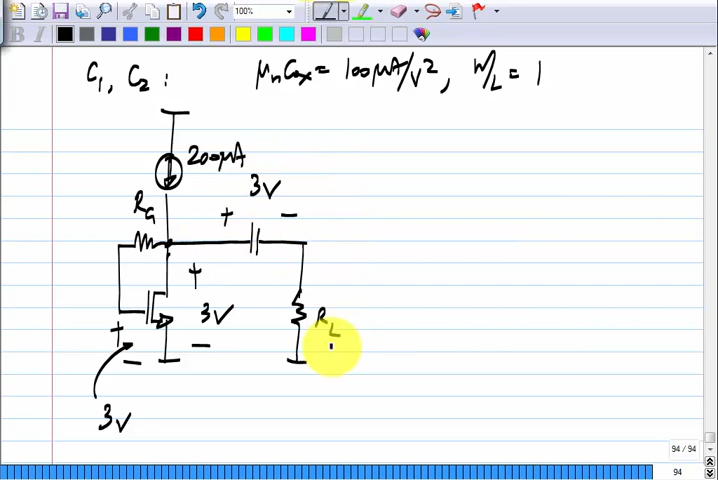 100%
B I
C1, C2 : μnCox = 100μA/V², W/L = 1
200μA
3V
RG
+ −
+
3V
RL
+
−
−
3V
94 / 94
94